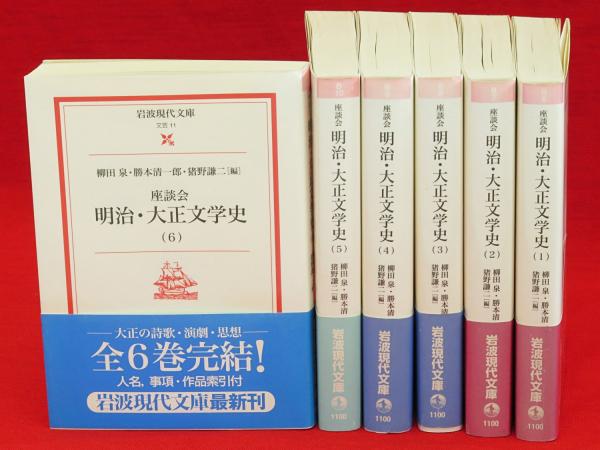 岩波現代文庫
文芸 11
柳田 泉・勝本清一郎・猪野謙二[編]
座談会
明治・大正文学史
(6)
大正の詩歌・演劇・思想
全6巻完結!
人名, 事項・作品索引付
岩波現代文庫最新刊
座談会
明治・大正文学史
(5)
柳田 泉・勝本清
猪野謙二 編
岩波現代文庫
1100
座談会
明治・大正文学史
(4)
柳田 泉・勝本清
猪野謙二 編
岩波現代文庫
1100
座談会
明治・大正文学史
(3)
柳田 泉・勝本清
猪野謙二 編
岩波現代文庫
1100
座談会
明治・大正文学史
(2)
柳田 泉・勝本清
猪野謙二 編
岩波現代文庫
1100
座談会
明治・大正文学史
(1)
柳田 泉・勝本清
猪野謙二 編
岩波現代文庫
1100